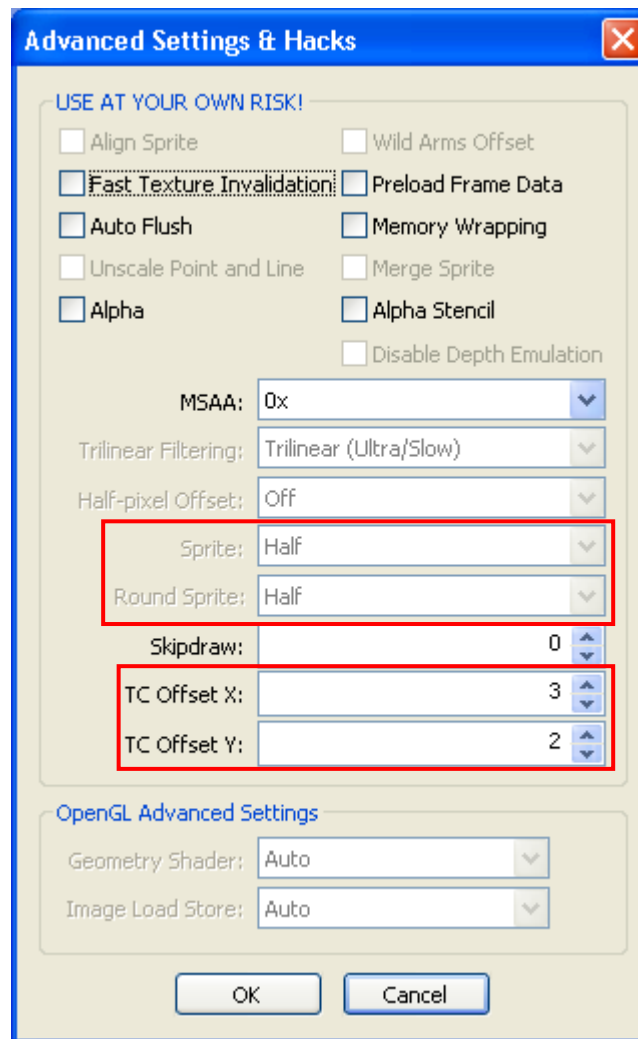 Advanced Settings & Hacks
USE AT YOUR OWN RISK!
Align Sprite Wild Arms Offset
Fast Texture Invalidation Preload Frame Data
Auto Flush Memory Wrapping
Unscale Point and Line Merge Sprite
Alpha Alpha Stencil
Disable Depth Emulation
MSAA: 0x
Trilinear Filtering: Trilinear (Ultra/Slow)
Half-pixel Offset: Off
Sprite: Half
Round Sprite: Half
Skipdraw: 0
TC Offset X: 3
TC Offset Y: 2
OpenGL Advanced Settings
Geometry Shader: Auto
Image Load Store: Auto
OK Cancel